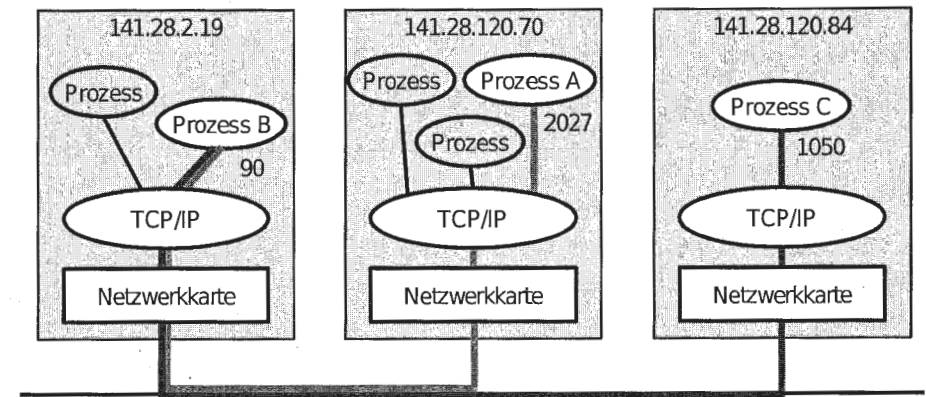 141.28.2.19
Prozess
Prozess B
90
TCP/IP
Netzwerkkarte
141.28.120.70
Prozess
Prozess A
2027
Prozess
TCP/IP
Netzwerkkarte
141.28.120.84
Prozess C
1050
TCP/IP
Netzwerkkarte